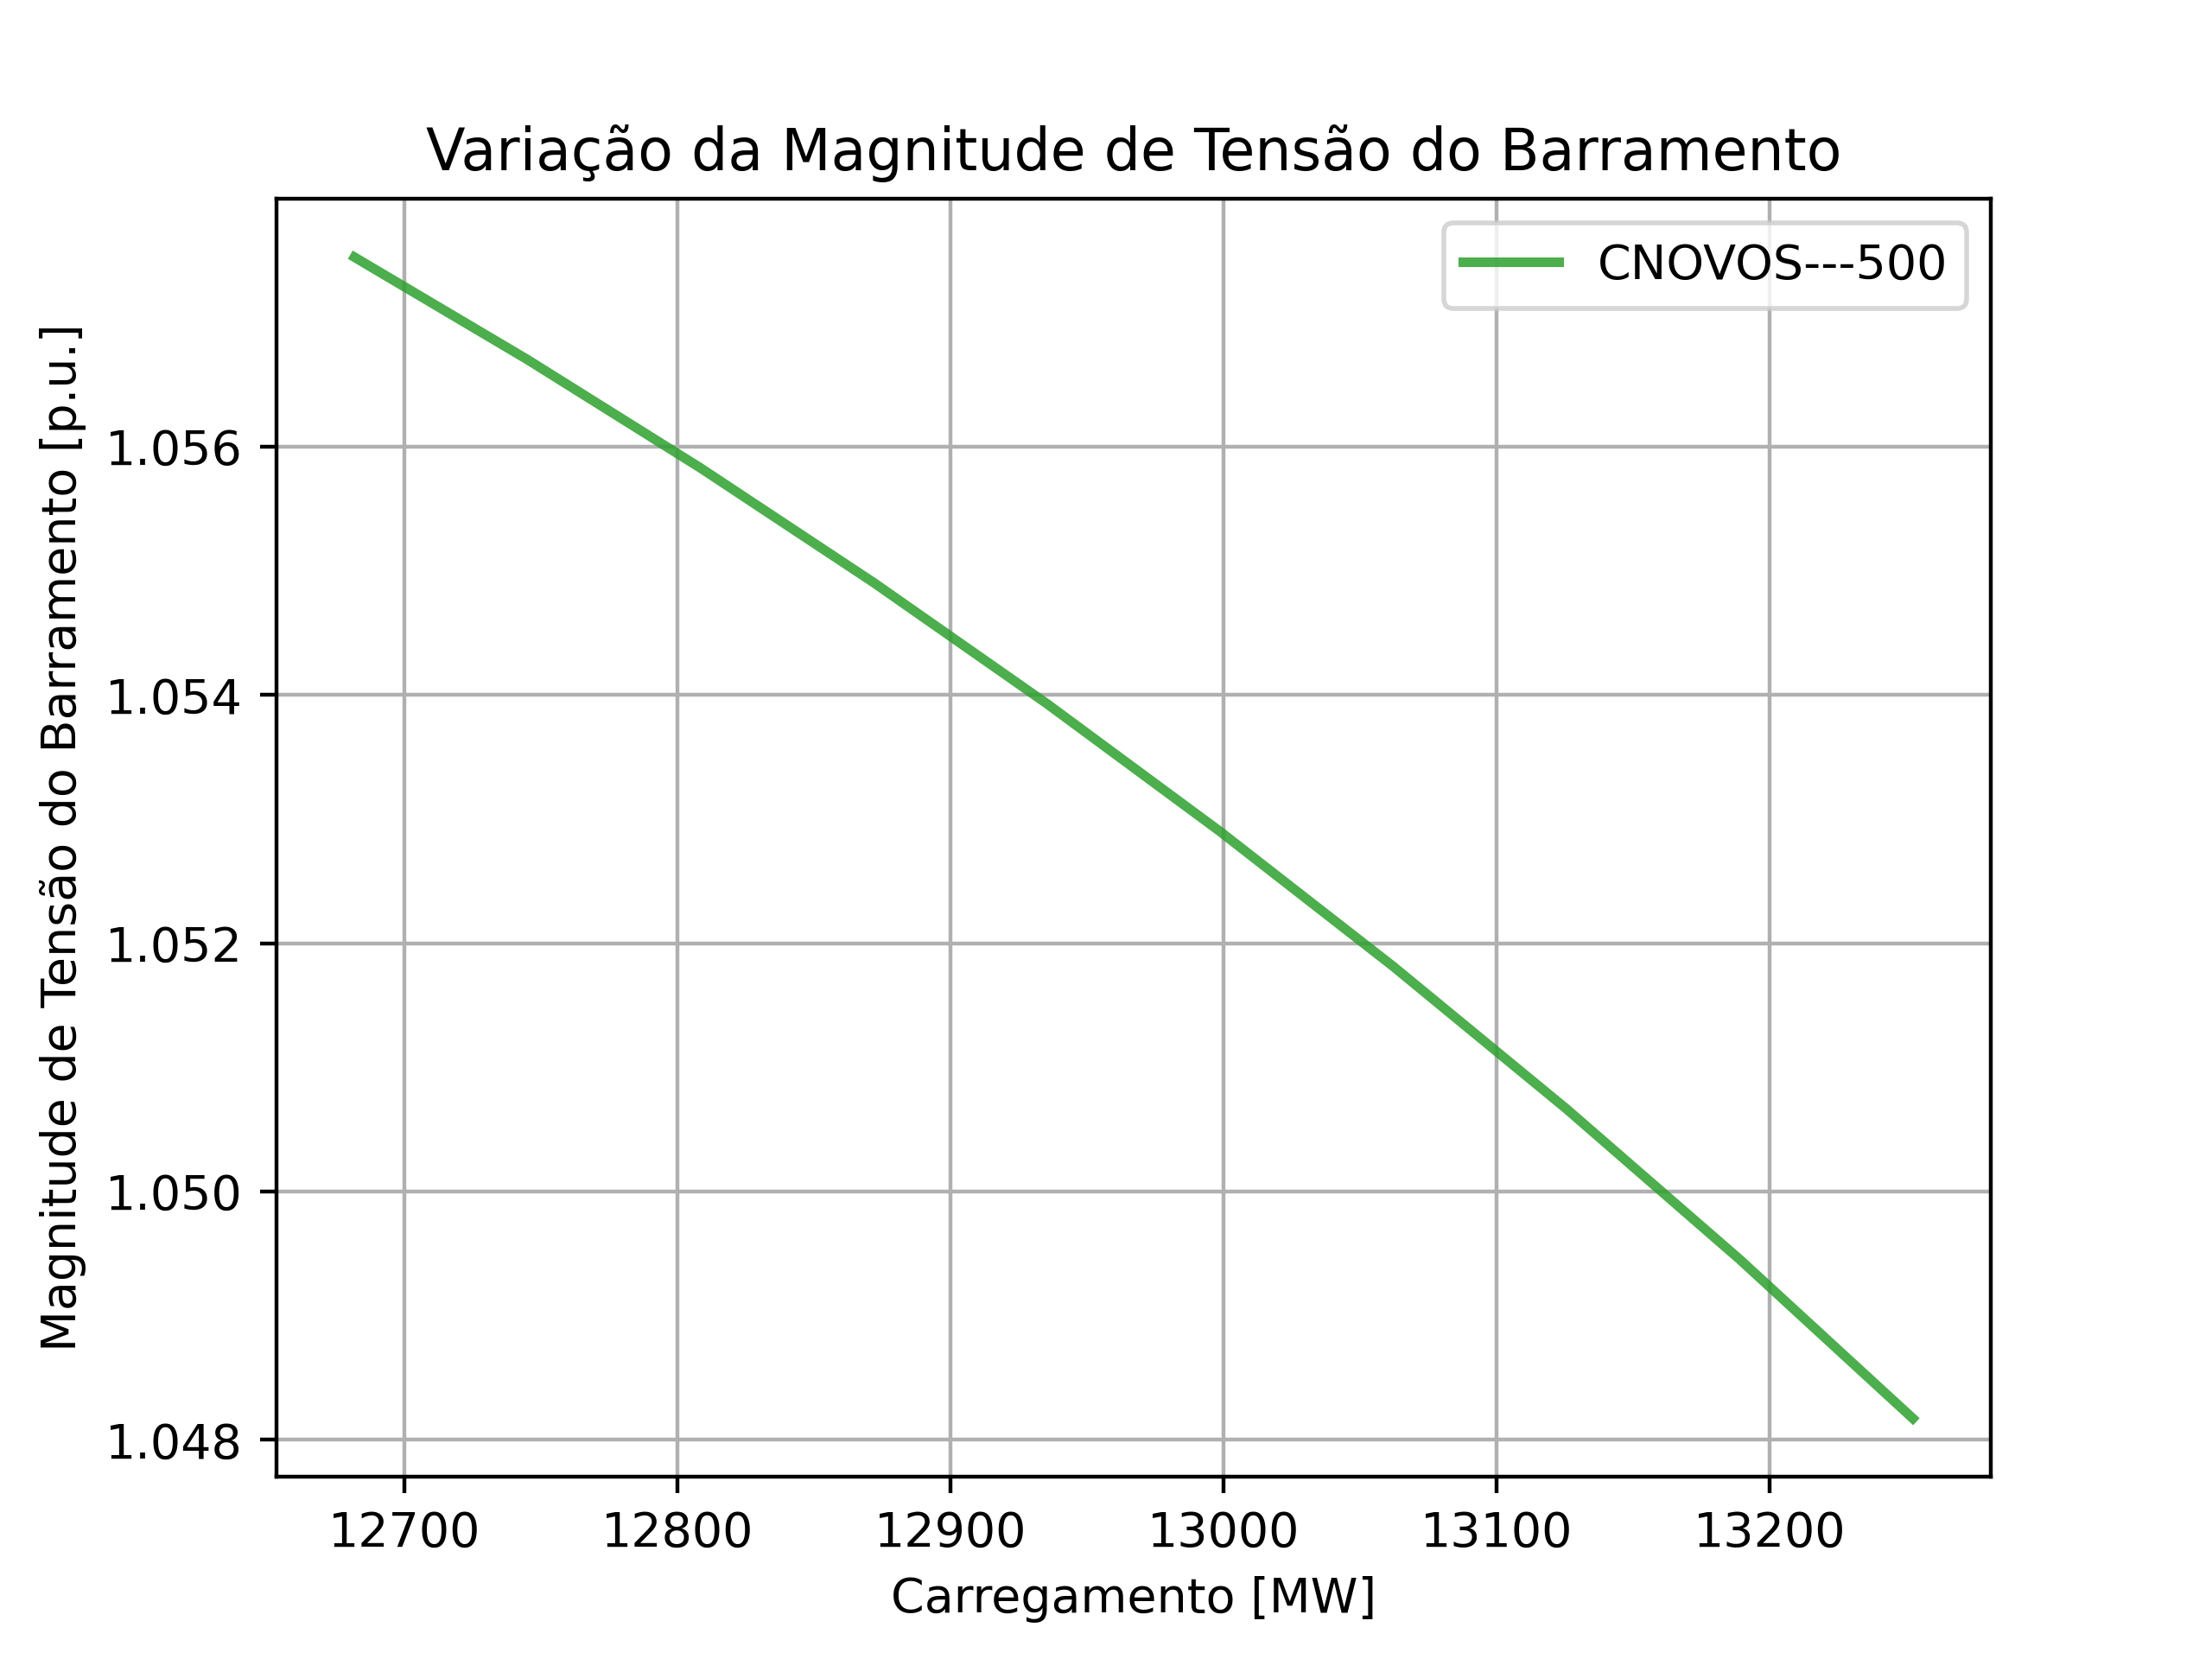 Variação da Magnitude de Tensão do Barramento
CNOVOS---500
Magnitude de Tensão do Barramento [p.u.]
1.056
1.054
1.052
1.050
1.048
12700 12800 12900 13000 13100 13200
Carregamento [MW]